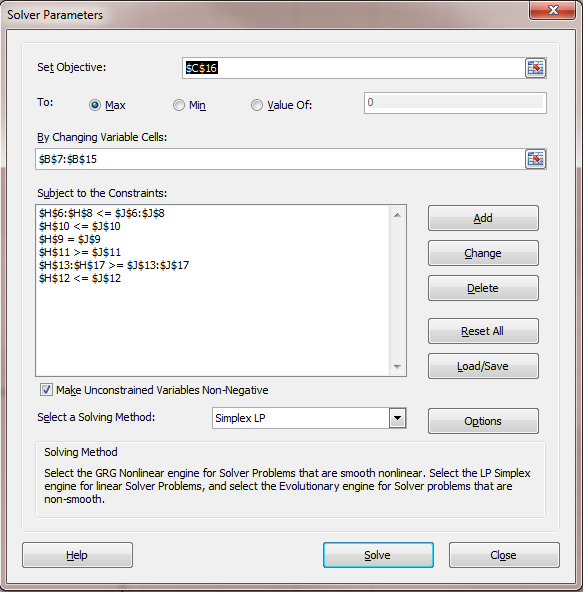 Solver Parameters
Set Objective: $C$16
To: Max Min Value Of: 0
By Changing Variable Cells:
$B$7:$B$15
Subject to the Constraints:
$H$6:$H$8 <= $J$6:$J$8
$H$10 <= $J$10
$H$9 = $J$9
$H$11 >= $J$11
$H$13:$H$17 >= $J$13:$J$17
$H$12 <= $J$12
Add
Change
Delete
Reset All
Load/Save
Make Unconstrained Variables Non-Negative
Select a Solving Method: Simplex LP
Options
Solving Method
Select the GRG Nonlinear engine for Solver Problems that are smooth nonlinear. Select the LP Simplex
engine for linear Solver Problems, and select the Evolutionary engine for Solver problems that are
non-smooth.
Help
Solve
Close